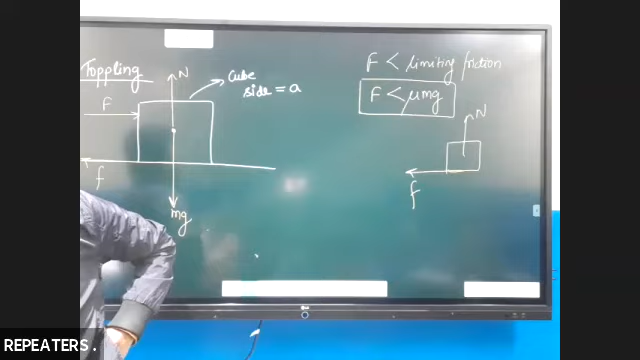 Toppling
N
Cube
side = a
F
f
mg
F < limiting friction
F < μmg
N
f
REPEATERS.